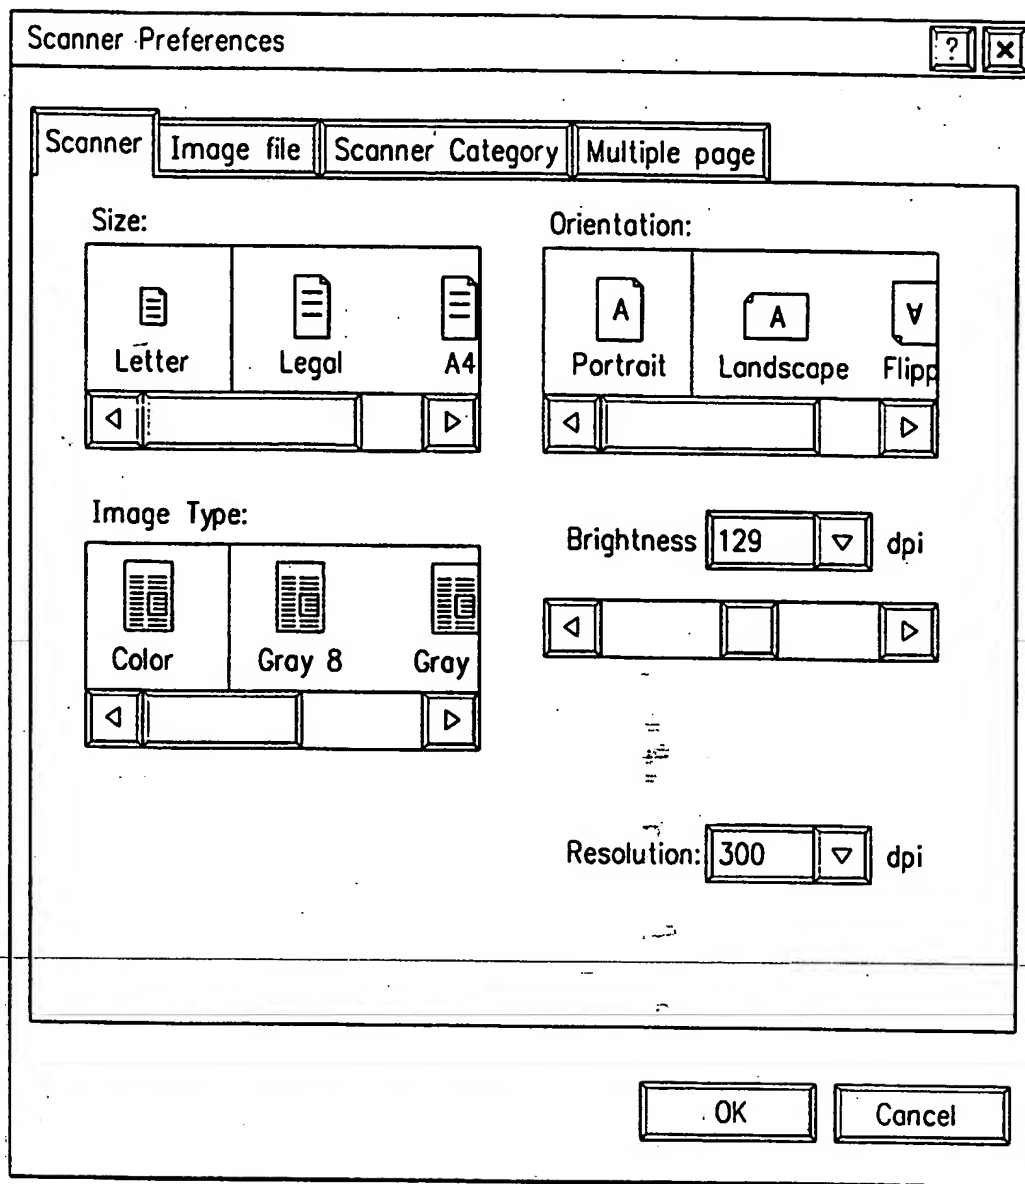 Scanner Preferences
?
Scanner Image file Scanner Category Multiple page
Size:
Letter Legal A4
Orientation:
A A A
Portrait Landscape Flipp
Image Type:
Color Gray 8 Gray
Brightness 129 dpi
Resolution: 300 dpi
OK Cancel